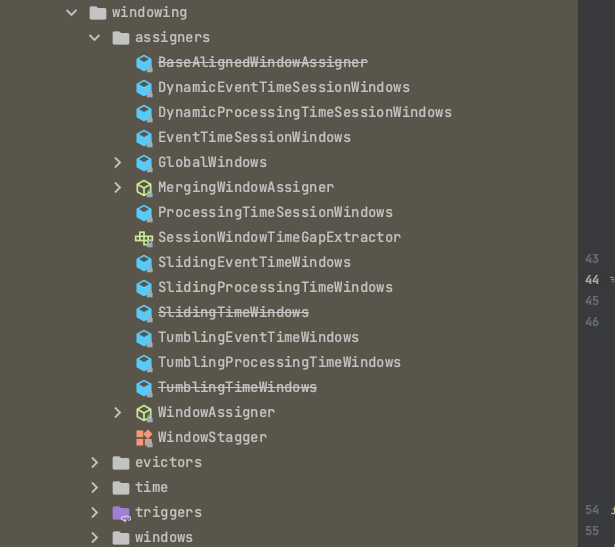 windowing
assigners
BaseAlignedWindowAssigner
DynamicEventTimeSessionWindows
DynamicProcessingTimeSessionWindows
EventTimeSessionWindows
GlobalWindows
MergingWindowAssigner
ProcessingTimeSessionWindows
SessionWindowTimeGapExtractor
SlidingEventTimeWindows
SlidingProcessingTimeWindows
SlidingTimeWindows
TumblingEventTimeWindows
TumblingProcessingTimeWindows
TumblingTimeWindows
WindowAssigner
WindowStagger
evictors
time
triggers
windows
43
44
45
46
54
55